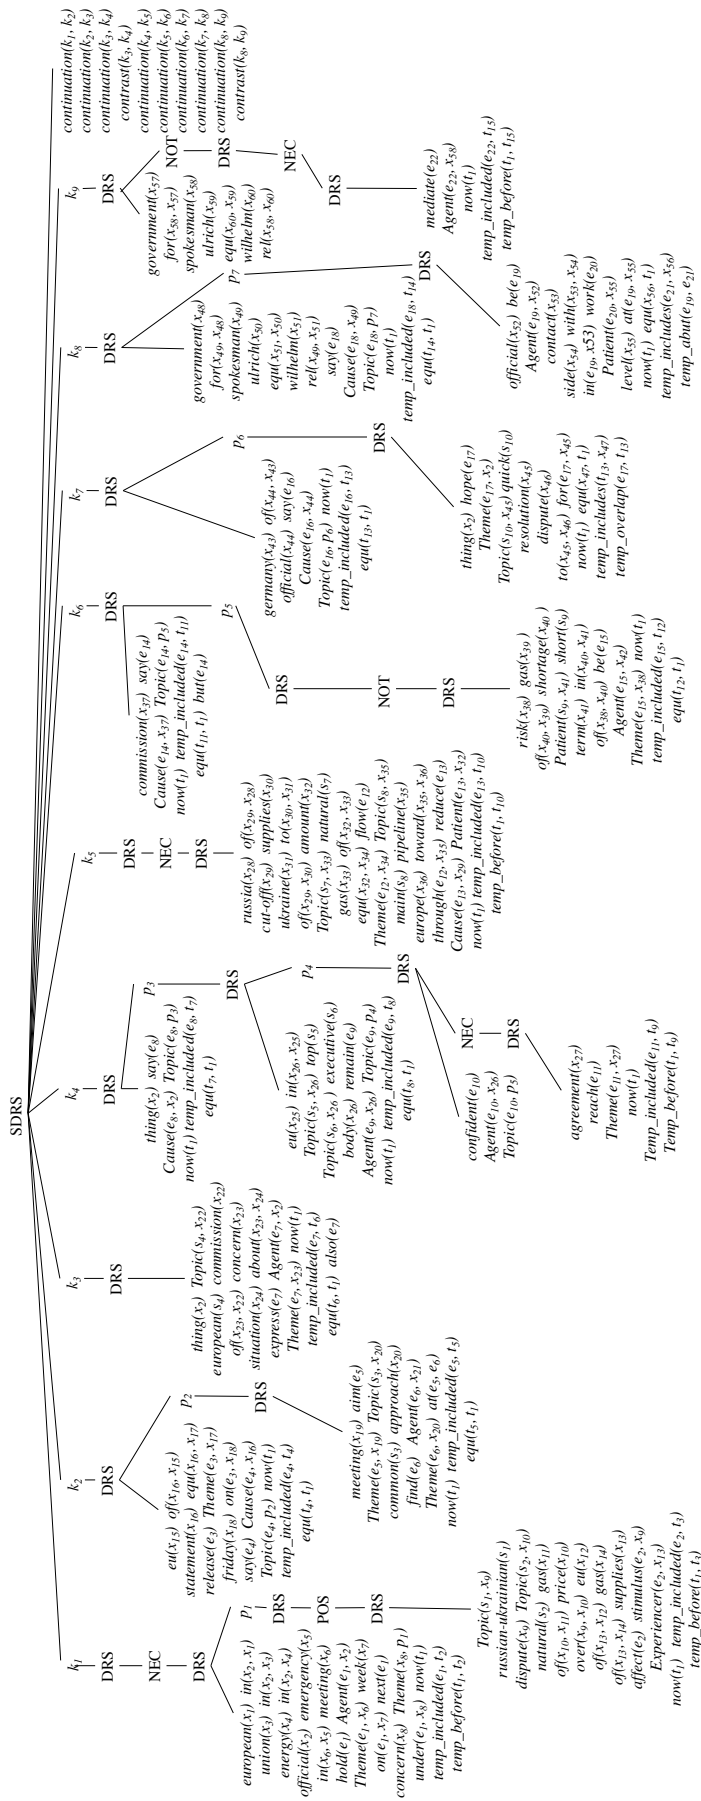 SDRS
k1
DRS
NEC
DRS
european(x1) in(x2, x1)
union(x3) in(x2, x3)
energy(x4) in(x2, x4)
official(x2) emergency(x5)
in(x6, x5) meeting(x6)
hold(e1) Agent(e1, x2)
Theme(e1, x6) week(x7)
on(e1, x7) next(e1)
concern(x8) Theme(x8, p1)
under(e1, x8) now(t1)
temp_included(e1, t2)
temp_before(t1, t2)
p1
DRS
POS
DRS
Topic(s1, x9)
russian-ukrainian(s1)
dispute(x9) Topic(s2, x10)
natural(s2) gas(x11)
of(x10, x11) price(x10)
over(x9, x10) eu(x12)
of(x13, x12) gas(x14)
of(x13, x14) supplies(x13)
affect(e2) stimulus(e2, x9)
Experiencer(e2, x13)
now(t1) temp_included(e2, t3)
temp_before(t1, t3)
k2
DRS
eu(x15) of(x16, x15)
statement(x16) equ(x16, x17)
release(e3) Theme(e3, x17)
friday(x18) on(e3, x18)
say(e4) Cause(e4, x16)
Topic(e4, p2) now(t1)
temp_included(e4, t4)
equ(t4, t1)
p2
DRS
meeting(x19) aim(e5)
Theme(e5, x19) Topic(s3, x20)
common(s3) approach(x20)
find(e6) Agent(e6, x21)
Theme(e6, x20) at(e5, e6)
now(t1) temp_included(e5, t5)
equ(t5, t1)
k3
DRS
thing(x2) Topic(s4, x22)
european(s4) commission(x22)
of(x23, x22) concern(x23)
situation(x24) about(x23, x24)
express(e7) Agent(e7, x2)
Theme(e7, x23) now(t1)
temp_included(e7, t6)
equ(t6, t1) also(e7)
k4
DRS
thing(x2) say(e8)
Cause(e8, x2) Topic(e8, p3)
now(t1) temp_included(e8, t7)
equ(t7, t1)
p3
DRS
eu(x25) in(x26, x25)
Topic(s5, x26) top(s5)
Topic(s6, x26) executive(s6)
body(x26) remain(e9)
Agent(e9, x26) Topic(e9, p4)
now(t1) temp_included(e9, t8)
equ(t8, t1)
p4
DRS
confident(e10)
Agent(e10, x26)
Topic(e10, p5)
NEC
DRS
agreement(x27)
reach(e11)
Theme(e11, x27)
now(t1)
Temp_included(e11, t9)
Temp_before(t1, t9)
k5
DRS
NEC
DRS
russia(x28) of(x29, x28)
cut-off(x29) supplies(x30)
ukraine(x31) to(x30, x31)
of(x29, x30) amount(x32)
Topic(s7, x33) natural(s7)
gas(x33) of(x32, x33)
equ(x32, x34) flow(e12)
Theme(e12, x34) Topic(s8, x35)
main(s8) pipeline(x35)
europe(x36) toward(x35, x36)
through(e12, x35) reduce(e13)
Cause(e13, x29) Patient(e13, x32)
now(t1) temp_included(e13, t10)
temp_before(t1, t10)
k6
DRS
commission(x37) say(e14)
Cause(e14, x37) Topic(e14, p5)
now(t1) temp_included(e14, t11)
equ(t11, t1) but(e14)
p5
DRS
NOT
DRS
risk(x38) gas(x39)
of(x40, x39) shortage(x40)
Patient(s9, x41) short(s9)
term(x41) in(x40, x41)
of(x38, x40) be(e15)
Agent(e15, x42)
Theme(e15, x38) now(t1)
temp_included(e15, t12)
equ(t12, t1)
k7
DRS
germany(x43) of(x44, x43)
official(x44) say(e16)
Cause(e16, x44)
Topic(e16, p6) now(t1)
temp_included(e16, t13)
equ(t13, t1)
p6
DRS
thing(x2) hope(e17)
Theme(e17, x2)
Topic(s10, x45) quick(s10)
resolution(x45)
dispute(x46)
to(x45, x46) for(e17, x45)
now(t1) equ(x47, t1)
temp_includes(t13, x47)
temp_overlap(e17, t13)
k8
DRS
government(x48)
for(x49, x48)
spokesman(x49)
ulrich(x50)
equ(x51, x50)
wilhelm(x51)
rel(x49, x51)
say(e18)
Cause(e18, x49)
Topic(e18, p7)
now(t1)
temp_included(e18, t14)
equ(t14, t1)
p7
DRS
official(x52) be(e19)
Agent(e19, x52)
contact(x53)
side(x54) with(x53, x54)
in(e19, x53) work(e20)
Patient(e20, x55)
level(x55) at(e19, x55)
now(t1) equ(x56, t1)
temp_includes(e21, x56)
temp_abut(e19, e21)
k9
DRS
government(x57)
for(x58, x57)
spokesman(x58)
ulrich(x59)
equ(x60, x59)
wilhelm(x60)
rel(x58, x60)
NOT
DRS
NEC
DRS
mediate(e22)
Agent(e22, x58)
now(t1)
temp_included(e22, t15)
temp_before(t1, t15)
continuation(k1, k2)
continuation(k2, k3)
continuation(k3, k4)
contrast(k3, k4)
continuation(k4, k5)
continuation(k5, k6)
continuation(k6, k7)
continuation(k7, k8)
continuation(k8, k9)
contrast(k8, k9)